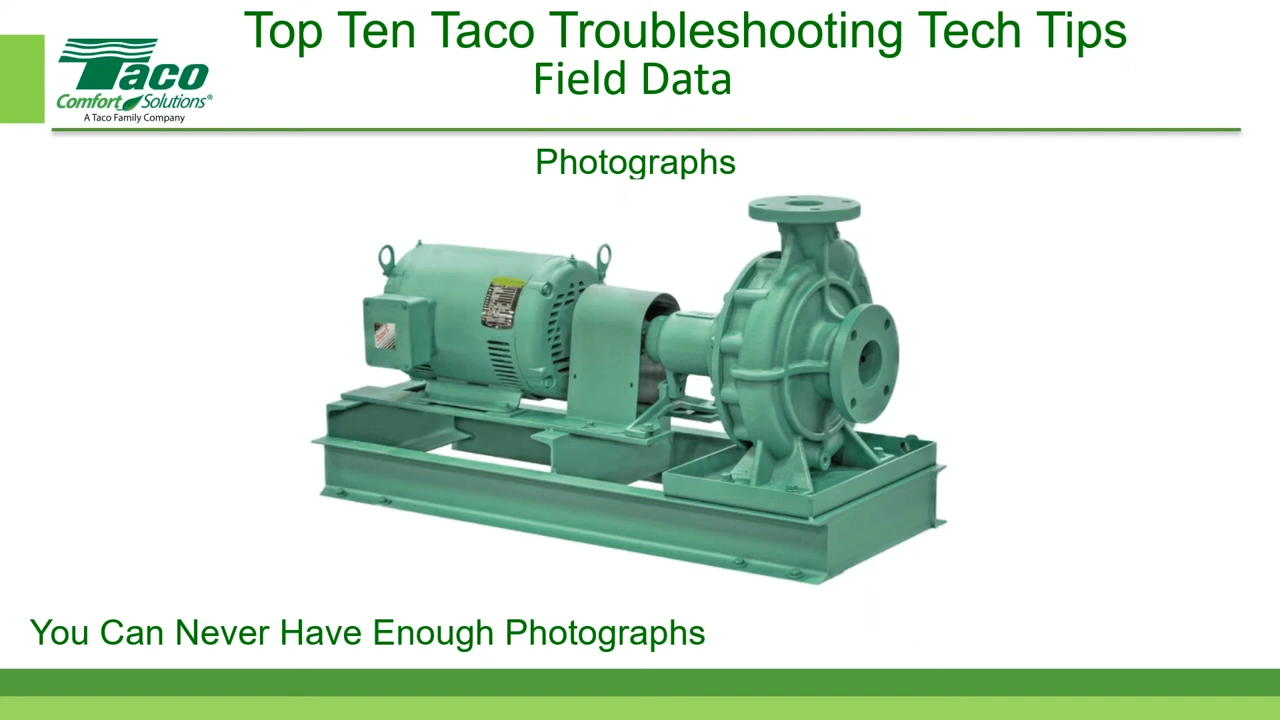 Top Ten Taco Troubleshooting Tech Tips
Field Data
Taco
Comfort Solutions®
A Taco Family Company
Photographs
You Can Never Have Enough Photographs